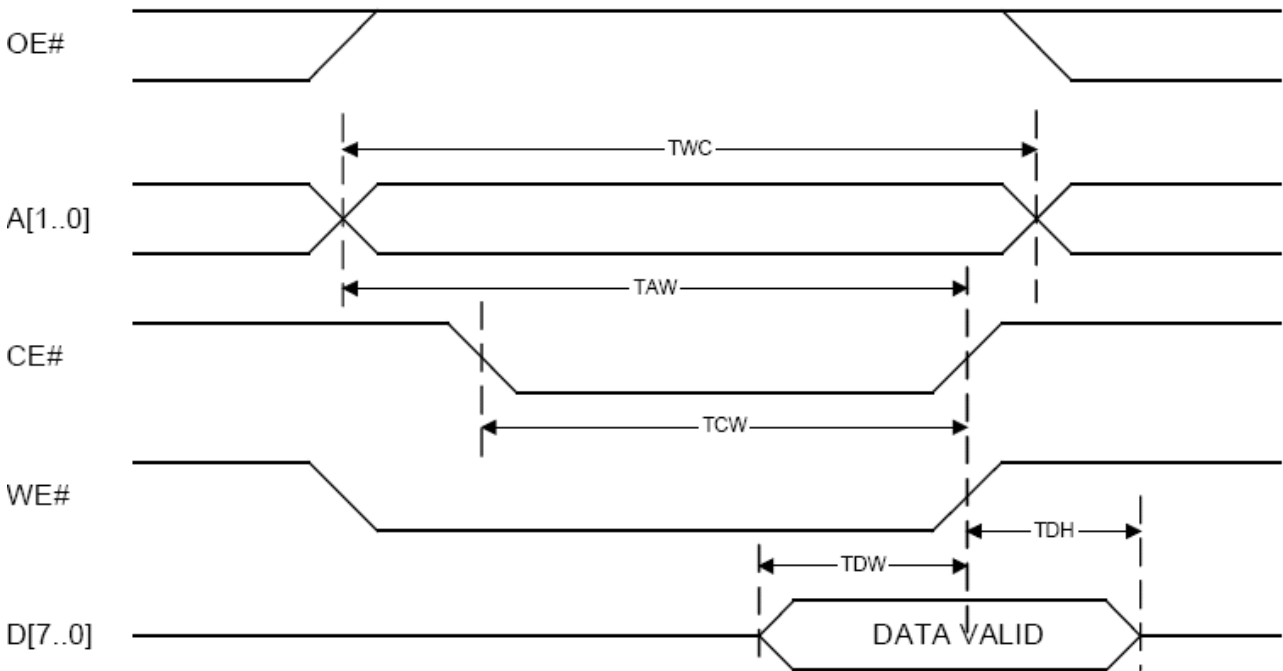 OE#
TWC
A[1..0]
TAW
CE#
TCW
WE#
TDH
TDW
D[7..0]
DATA VALID